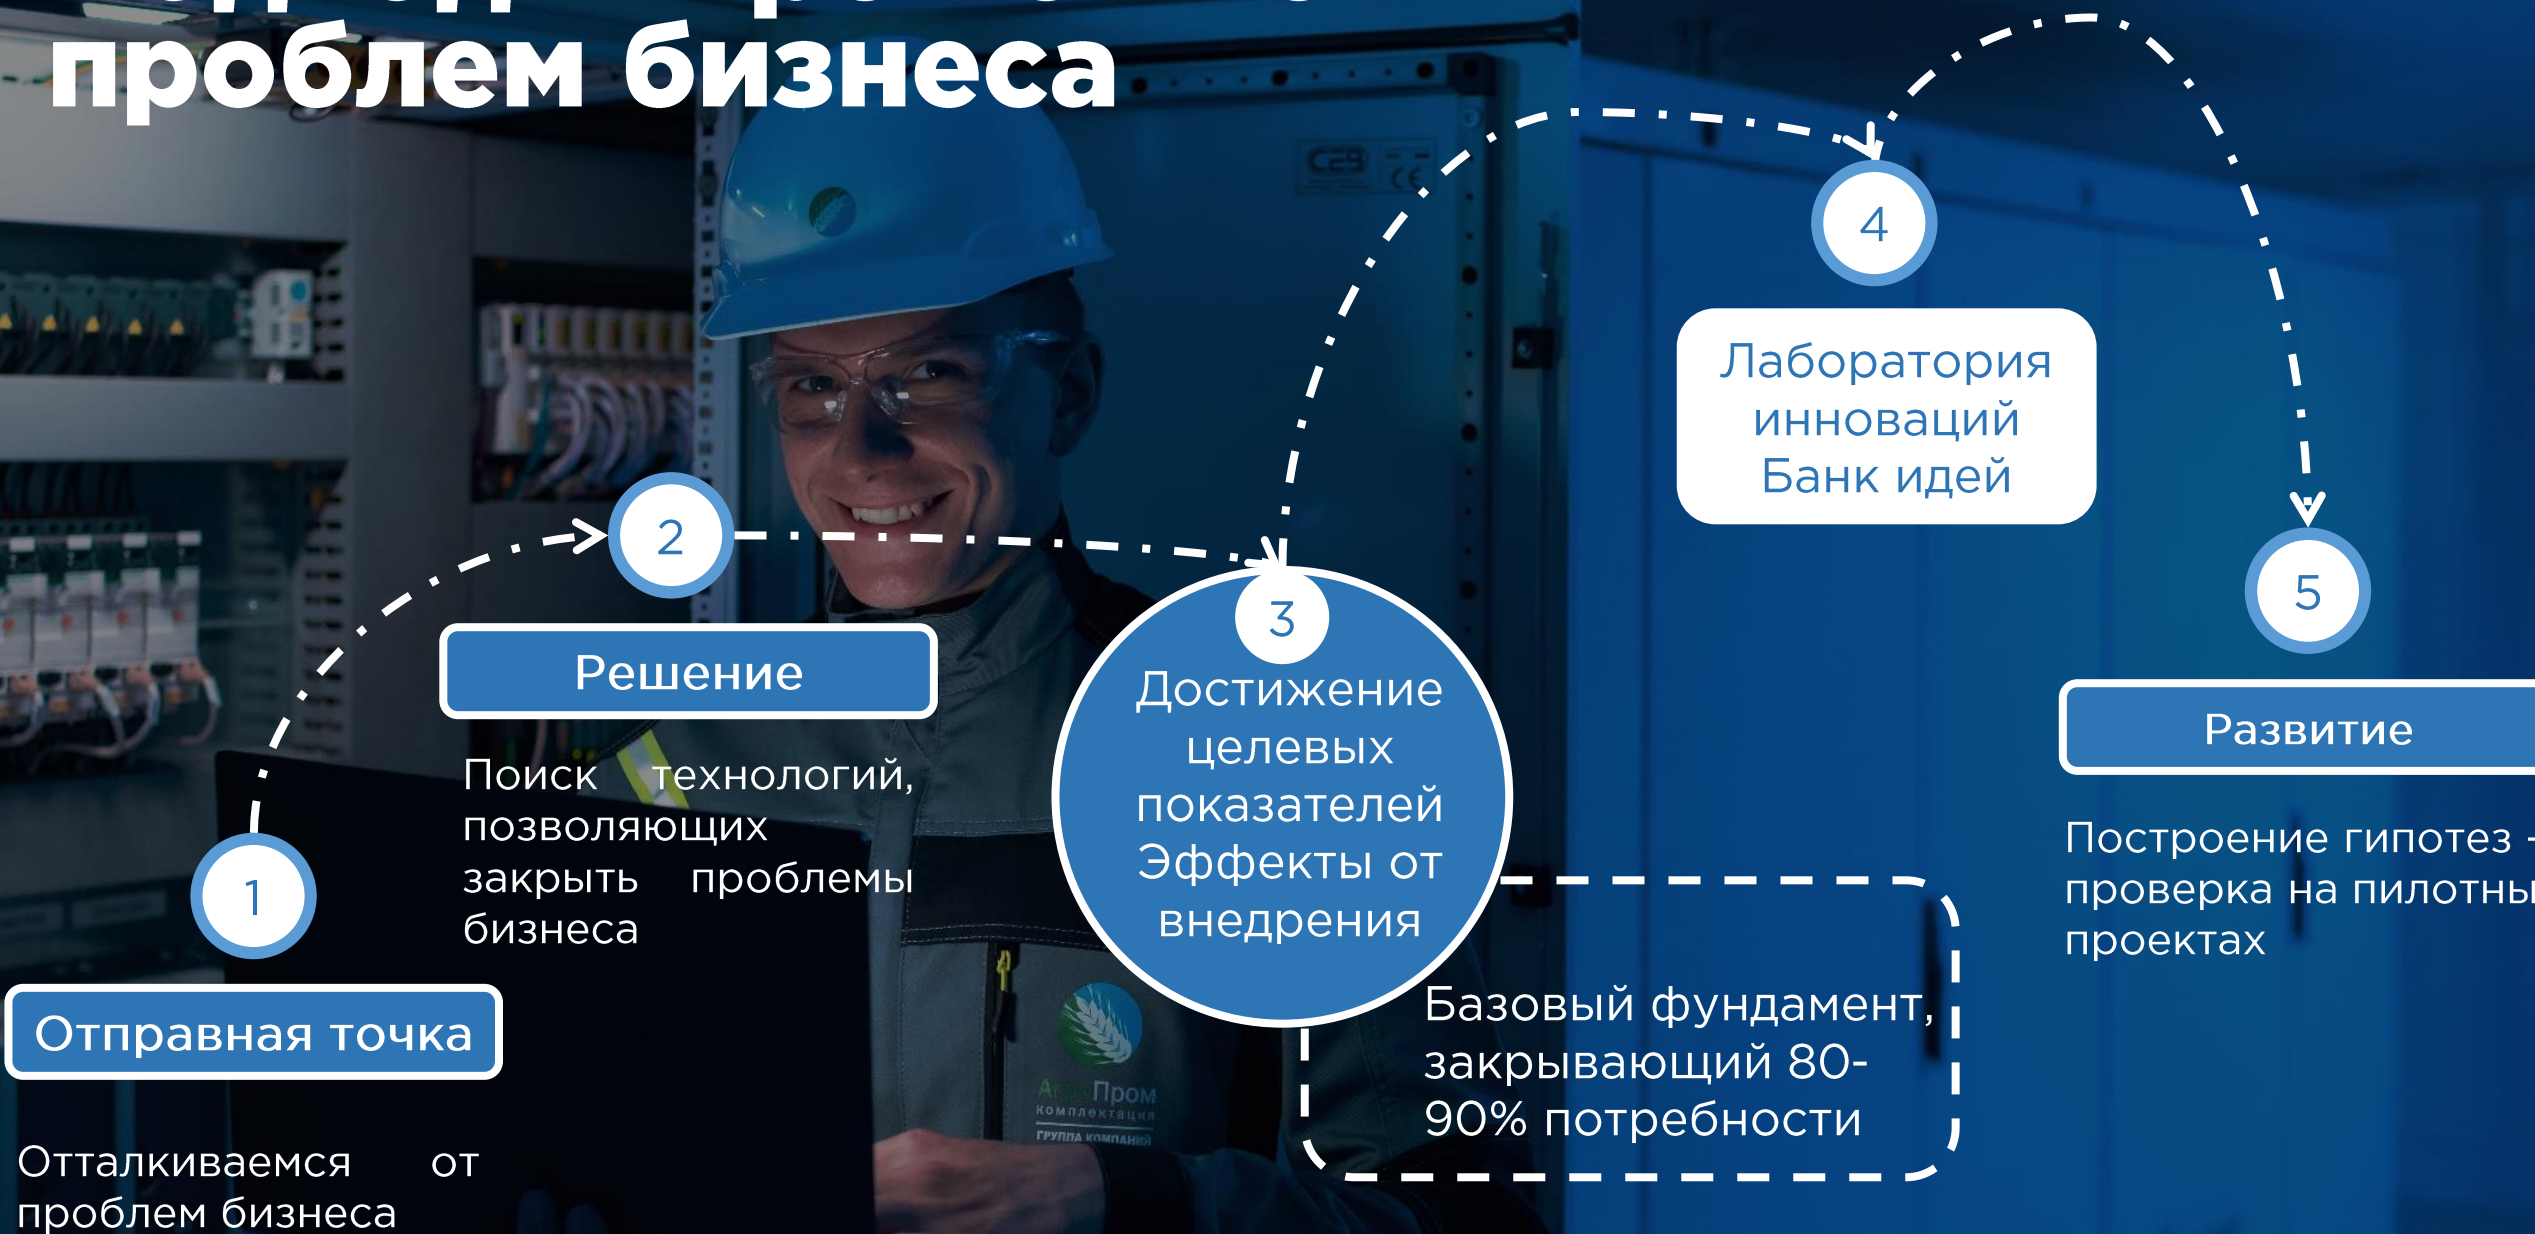 проблем бизнеса
CEB
CE
4
Лаборатория
инноваций
Банк идей
2
Решение
Поиск технологий,
позволяющих
закрыть проблемы
бизнеса
3
Достижение
целевых
показателей
Эффекты от
внедрения
5
Развитие
Построение гипотез -
проверка на пилотны
проектах
1
Отправная точка
Отталкиваемся от
проблем бизнеса
Базовый фундамент,
закрывающий 80-
90% потребности
АгроПром
комплектация
ГРУППА КОМПАНИЙ